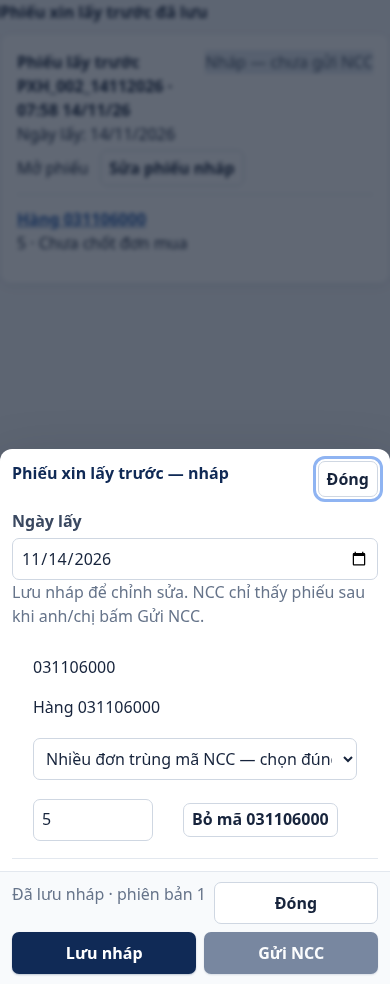 Phiếu xin lấy trước đã lưu
Phiếu lấy trước
Nháp — chưa gửi NCC
PXH_002_14112026 ·
07:58 14/11/26
Ngày lấy: 14/11/2026
Mở phiếu
Sửa phiếu nháp
Hàng 031106000
5 · Chưa chốt đơn mua
Phiếu xin lấy trước — nháp
Đóng
Ngày lấy
11/14/2026
Lưu nháp để chỉnh sửa. NCC chỉ thấy phiếu sau
khi anh/chị bấm Gửi NCC.
031106000
Hàng 031106000
Nhiều đơn trùng mã NCC — chọn đún
5
Bỏ mã 031106000
Đã lưu nháp · phiên bản 1
Đóng
Lưu nháp
Gửi NCC